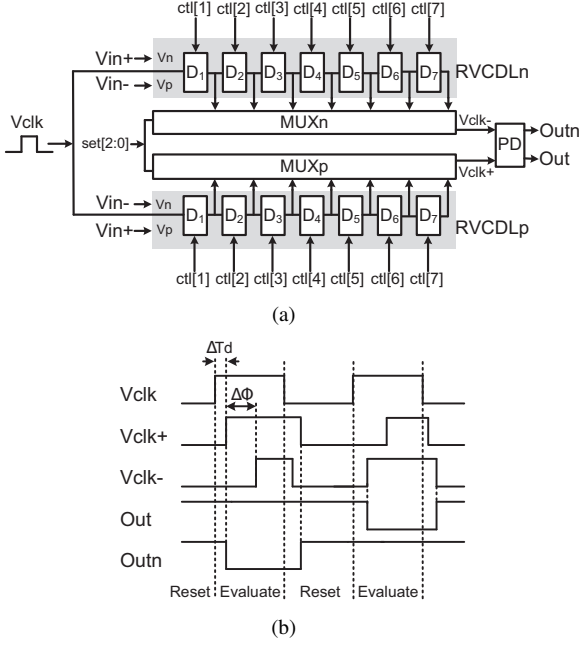 ctl[1] ctl[2] ctl[3] ctl[4] ctl[5] ctl[6] ctl[7]
Vin+ Vn
Vin- Vp
D1 D2 D3 D4 D5 D6 D7
RVCDLn
Vclk
set[2:0]
MUXn
Vclk-
MUXp
Vclk+
PD
Outn
Out
Vin- Vn
Vin+ Vp
D1 D2 D3 D4 D5 D6 D7
RVCDLp
ctl[1] ctl[2] ctl[3] ctl[4] ctl[5] ctl[6] ctl[7]
(a)
ΔTd
Vclk
ΔΦ
Vclk+
Vclk-
Out
Outn
Reset Evaluate Reset Evaluate
(b)